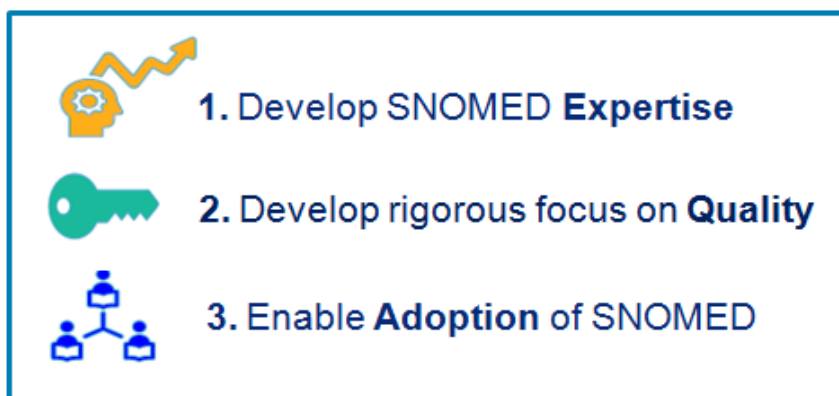 1. Develop SNOMED Expertise
2. Develop rigorous focus on Quality
3. Enable Adoption of SNOMED